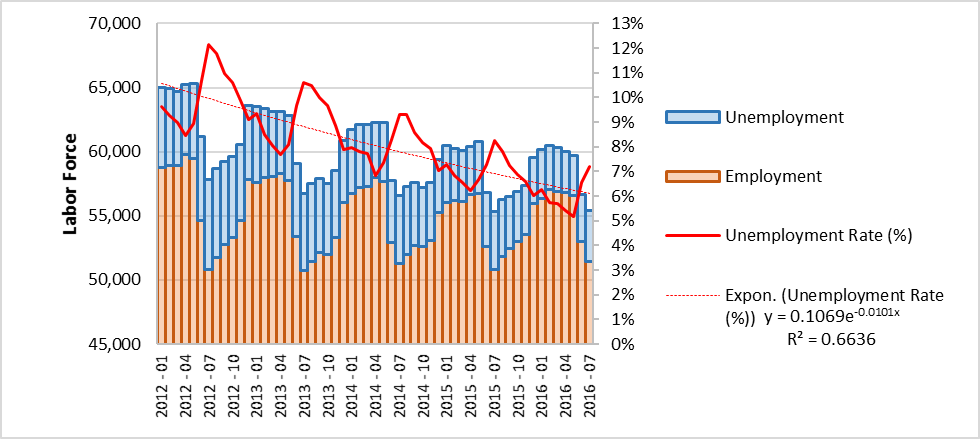 70,000
65,000
60,000
55,000
50,000
45,000
Labor Force
13%
12%
11%
10%
9%
8%
7%
6%
5%
4%
3%
2%
1%
0%
2012 - 01
2012 - 04
2012 - 07
2012 - 10
2013 - 01
2013 - 04
2013 - 07
2013 - 10
2014 - 01
2014 - 04
2014 - 07
2014 - 10
2015 - 01
2015 - 04
2015 - 07
2015 - 10
2016 - 01
2016 - 04
2016 - 07
Unemployment
Employment
Unemployment Rate (%)
Expon. (Unemployment Rate
(%))
y = 0.1069e-0.0101x
R² = 0.6636